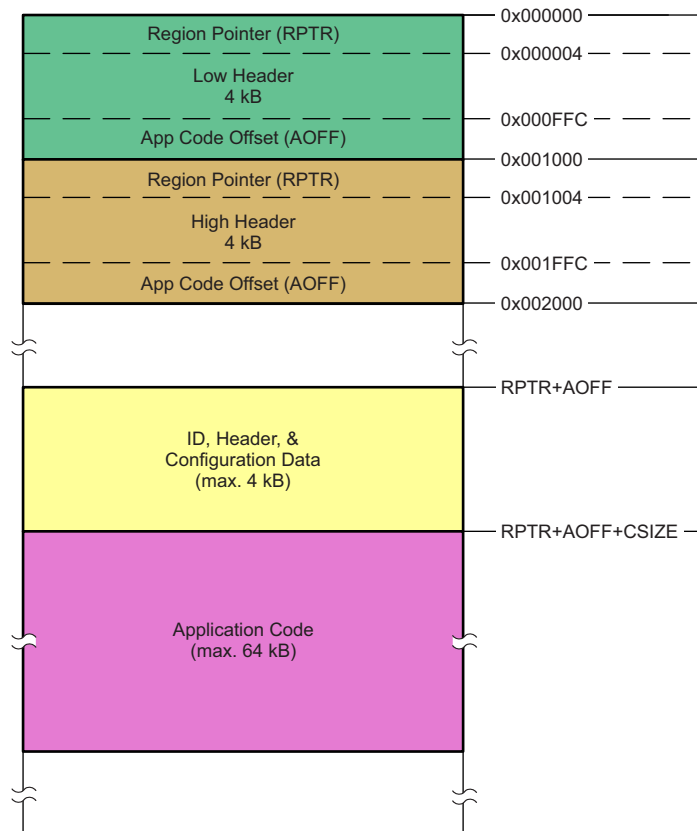 0x000000
Region Pointer (RPTR)
0x000004
Low Header
4 kB
0x000FFC
App Code Offset (AOFF)
0x001000
Region Pointer (RPTR)
0x001004
High Header
4 kB
0x001FFC
App Code Offset (AOFF)
0x002000
RPTR+AOFF
ID, Header, &
Configuration Data
(max. 4 kB)
RPTR+AOFF+CSIZE
Application Code
(max. 64 kB)